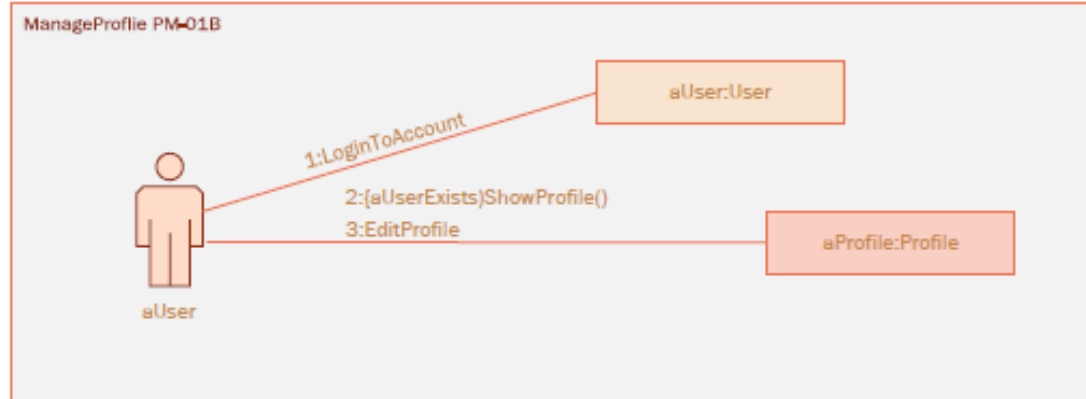 ManageProflie PM-01B
aUser:User
1:LoginToAccount
2:{aUserExists}ShowProfile()
3:EditProfile
aProfile:Profile
aUser